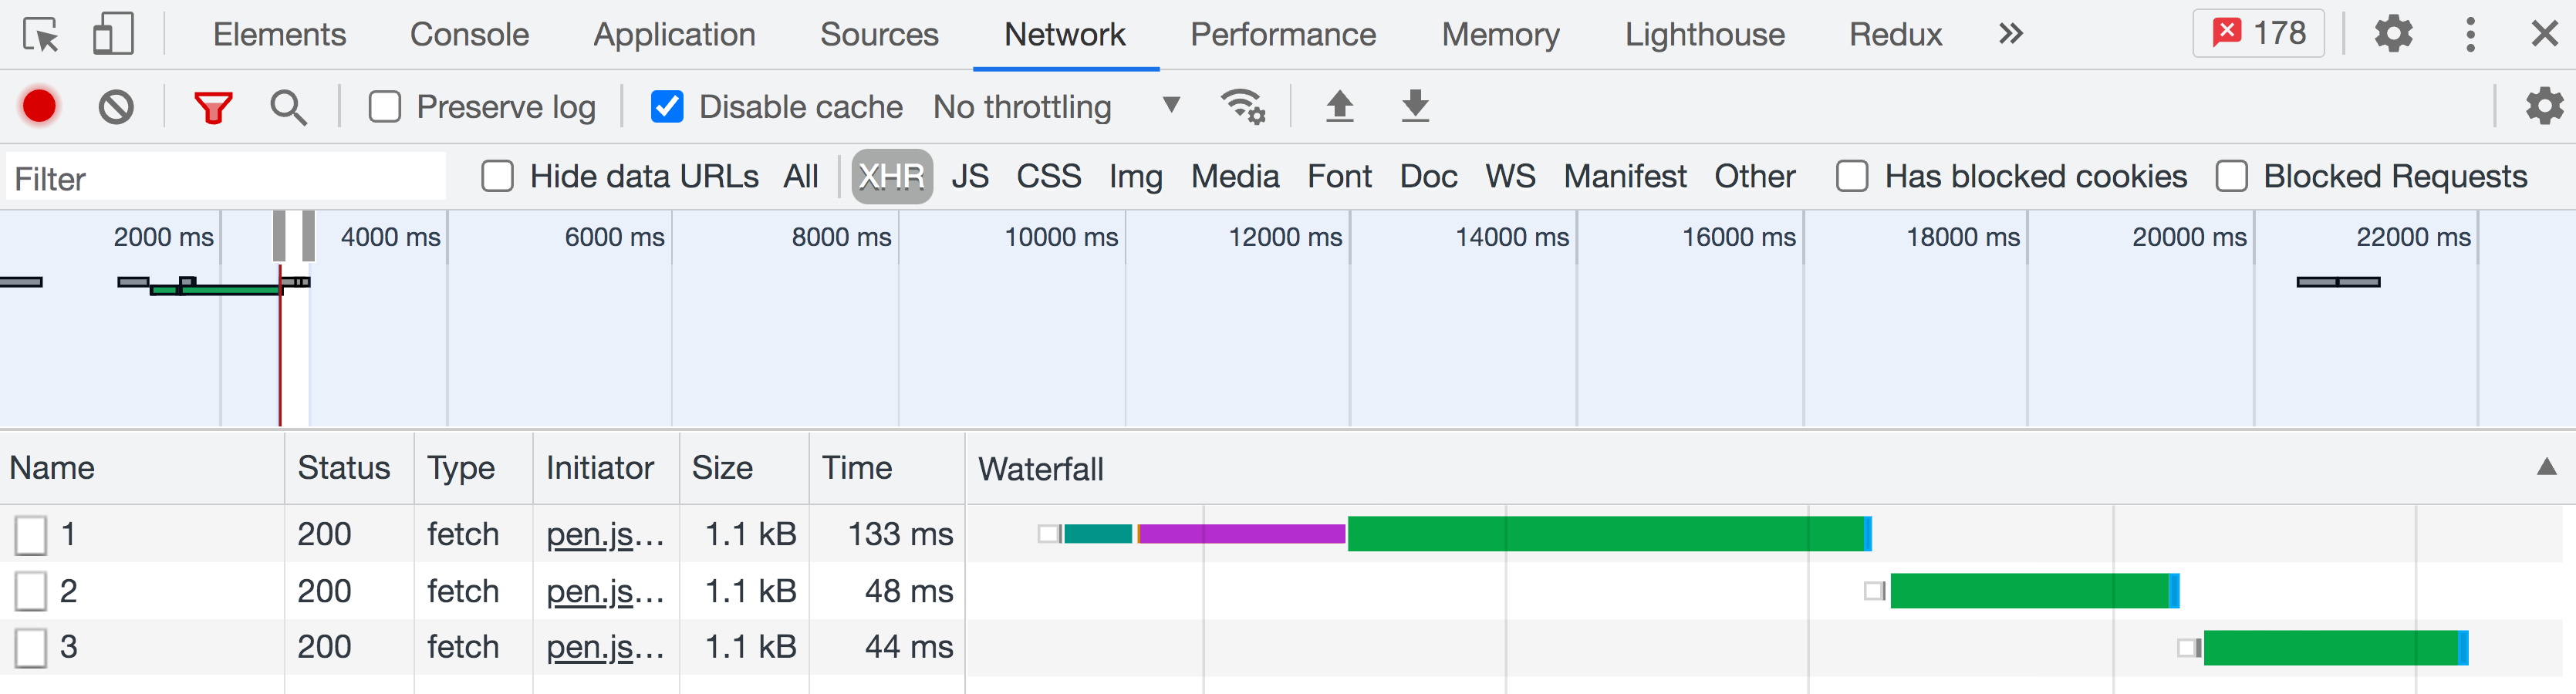 Elements Console Application Sources Network Performance Memory Lighthouse Redux » 178
Preserve log Disable cache No throttling
Filter Hide data URLs All XHR JS CSS Img Media Font Doc WS Manifest Other Has blocked cookies Blocked Requests
2000 ms 4000 ms 6000 ms 8000 ms 10000 ms 12000 ms 14000 ms 16000 ms 18000 ms 20000 ms 22000 ms
Name Status Type Initiator Size Time Waterfall
1 200 fetch pen.js... 1.1 kB 133 ms
2 200 fetch pen.js... 1.1 kB 48 ms
3 200 fetch pen.js... 1.1 kB 44 ms